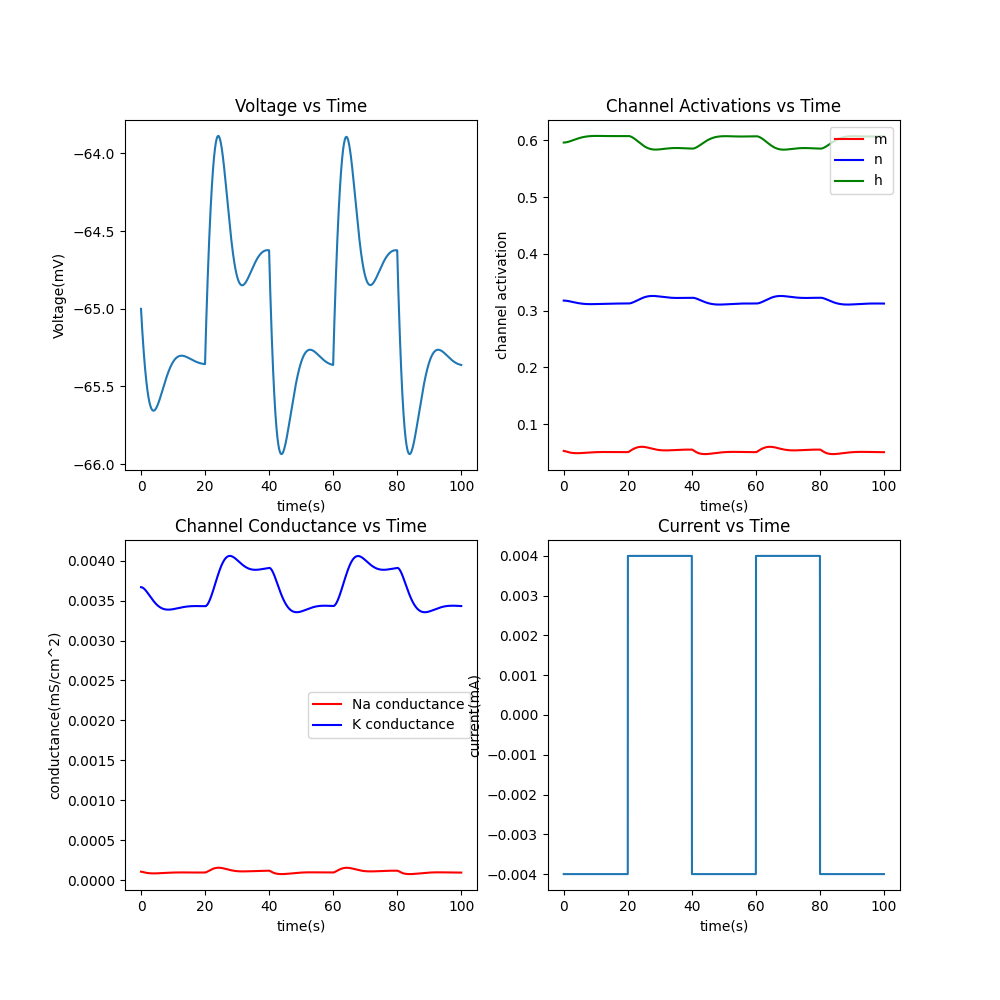 Voltage vs Time
−64.0
−64.5
−65.0
−65.5
−66.0
Voltage(mV)
0 20 40 60 80 100
time(s)
Channel Activations vs Time
0.6
0.5
0.4
0.3
0.2
0.1
channel activation
m
n
h
0 20 40 60 80 100
time(s)
Channel Conductance vs Time
0.0040
0.0035
0.0030
0.0025
0.0020
0.0015
0.0010
0.0005
0.0000
conductance(mS/cm^2)
Na conductance
K conductance
0 20 40 60 80 100
time(s)
Current vs Time
0.004
0.003
0.002
0.001
0.000
−0.001
−0.002
−0.003
−0.004
current(mA)
0 20 40 60 80 100
time(s)